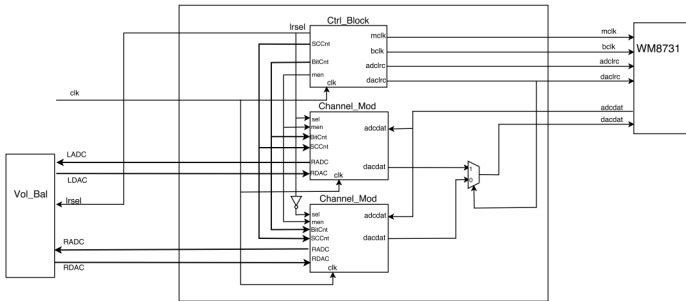 Ctrl_Block
lrsel
SCCnt
BitCnt
men
clk
mclk
bclk
adclrc
daclrc
mclk
bclk
adclrc
daclrc
adcdat
dacdat
WM8731
clk
Channel_Mod
sel
men
BitCnt
SCCnt
RADC
RDAC
clk
adcdat
dacdat
1
0
Vol_Bal
LADC
LDAC
lrsel
RADC
RDAC
Channel_Mod
sel
men
BitCnt
SCCnt
RADC
RDAC
clk
adcdat
dacdat